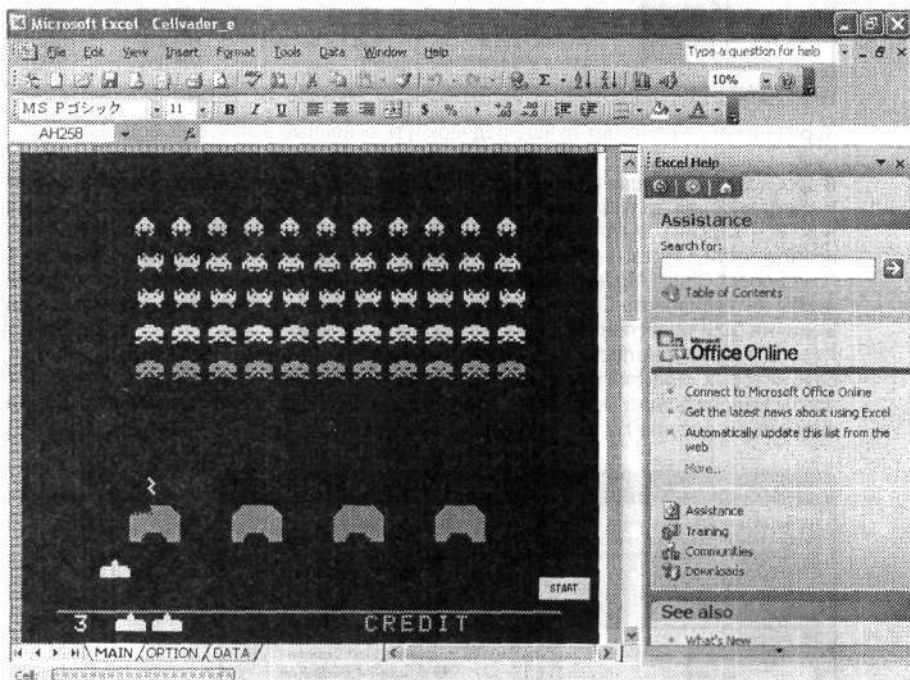 Microsoft Excel - Cellvader_e
File Edit View Insert Format Tools Data Window Help
Type a question for help
10%
MS Pゴシック 11 B I U $ % ,
AH258
Excel Help
Assistance
Search for:
Table of Contents
Microsoft
Office Online
Connect to Microsoft Office Online
Get the latest news about using Excel
Automatically update this list from the
web
More...
Assistance
Training
Communities
Downloads
See also
What's New
START
3 CREDIT
MAIN / OPTION / DATA /
Cell: